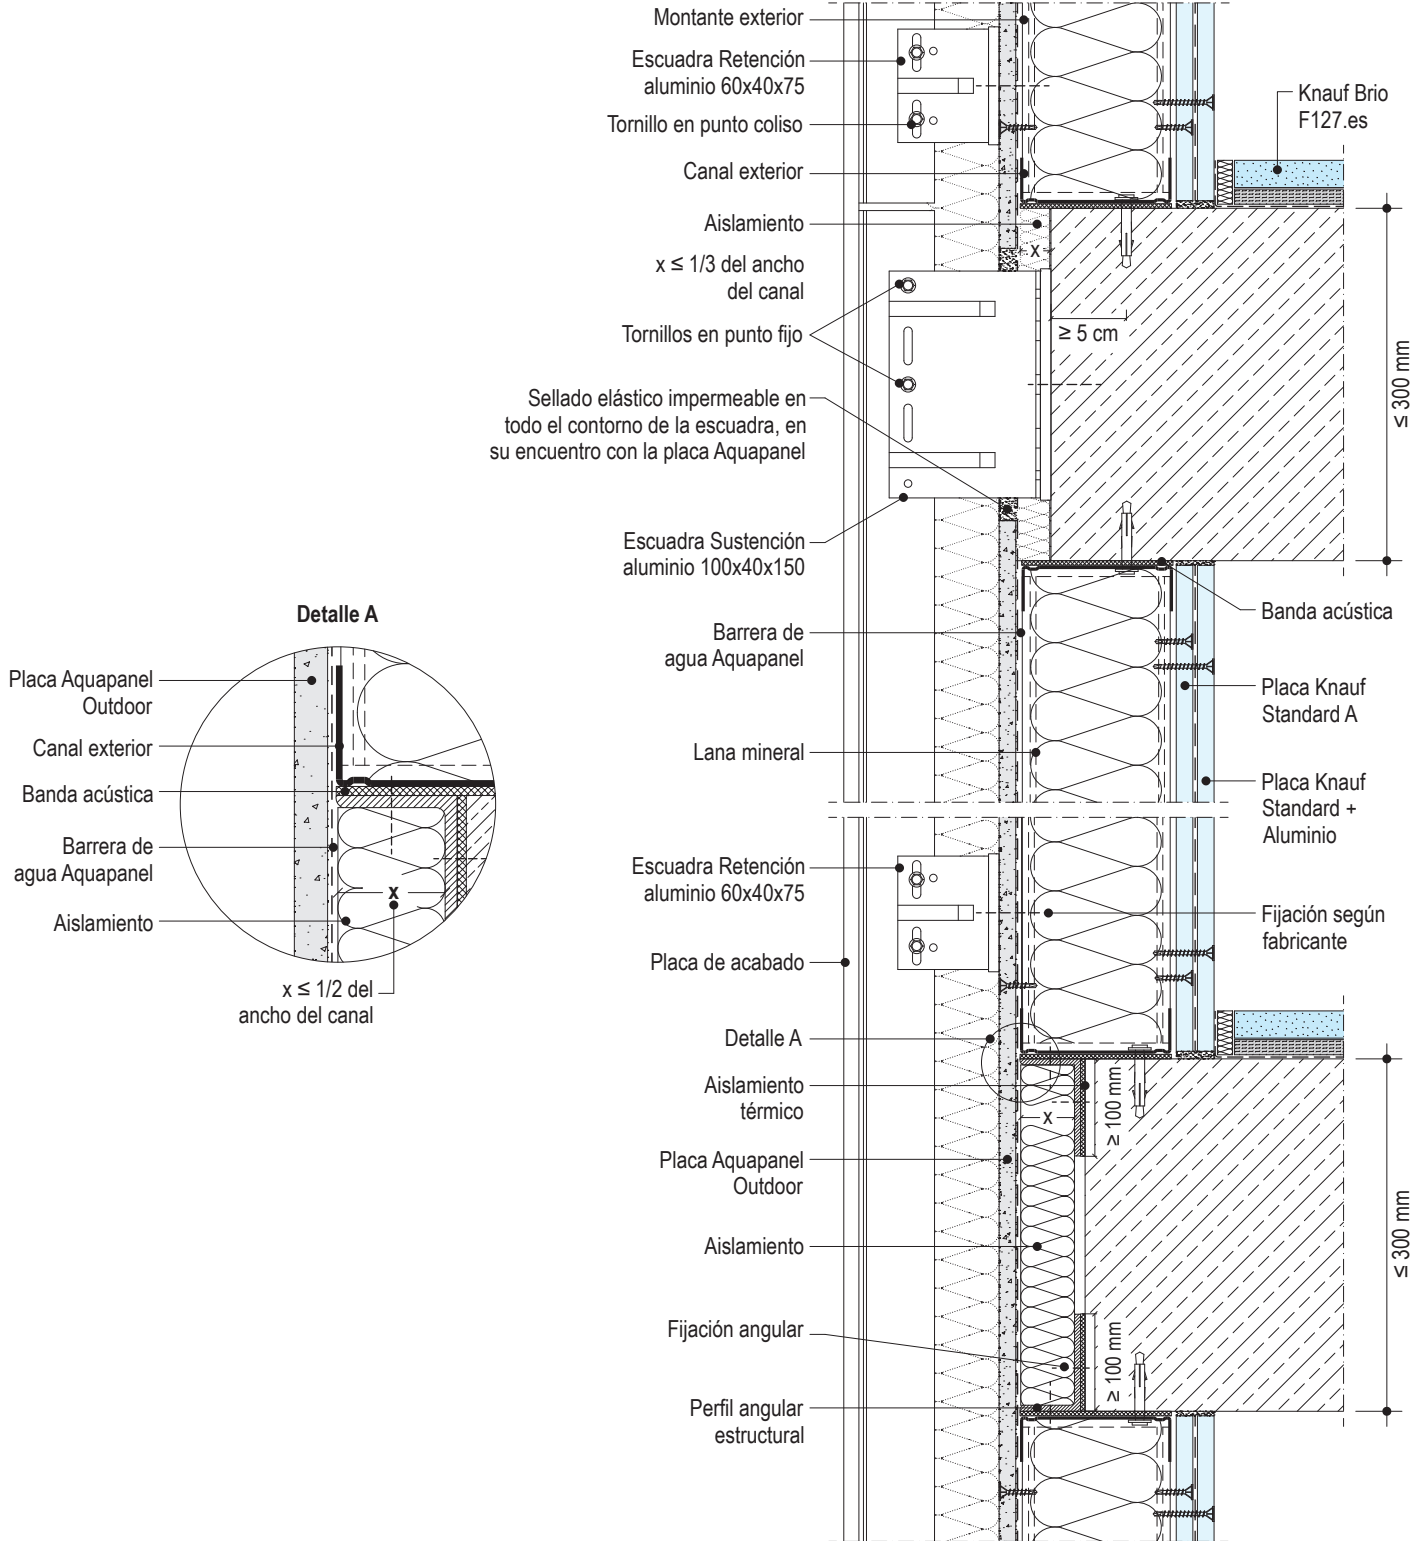 Montante exterior
Escuadra Retención
aluminio 60x40x75
Tornillo en punto coliso
Canal exterior
Aislamiento
x ≤ 1/3 del ancho
del canal
Tornillos en punto fijo
Sellado elástico impermeable en
todo el contorno de la escuadra, en
su encuentro con la placa Aquapanel
Escuadra Sustención
aluminio 100x40x150
Barrera de
agua Aquapanel
Lana mineral
Escuadra Retención
aluminio 60x40x75
Placa de acabado
Detalle A
Aislamiento
térmico
Placa Aquapanel
Outdoor
Aislamiento
Fijación angular
Perfil angular
estructural
Knauf Brio
F127.es
x
≥ 5 cm
≤ 300 mm
Banda acústica
Placa Knauf
Standard A
Placa Knauf
Standard +
Aluminio
Fijación según
fabricante
≥ 100 mm
x
≥ 100 mm
≤ 300 mm
Detalle A
Placa Aquapanel
Outdoor
Canal exterior
Banda acústica
Barrera de
agua Aquapanel
Aislamiento
x
x ≤ 1/2 del
ancho del canal